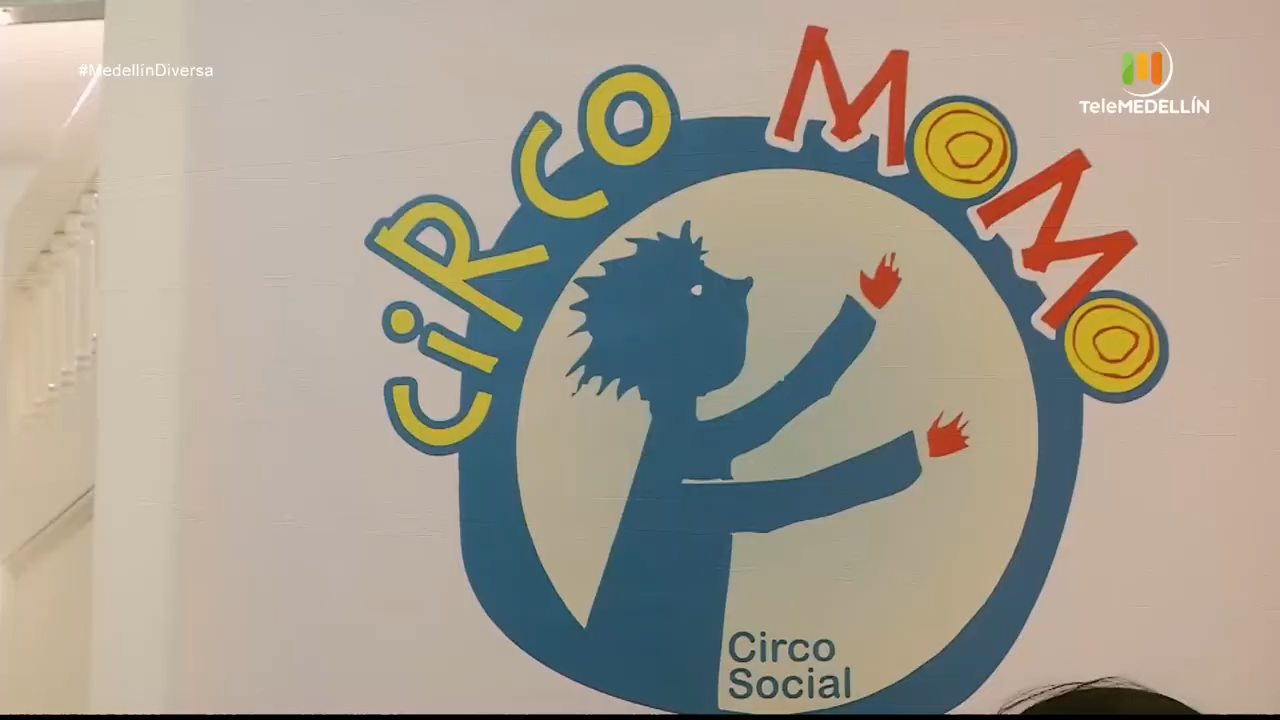 #MedellínDiversa
TeleMEDELLÍN
CiRCO MOMO
Circo
Social